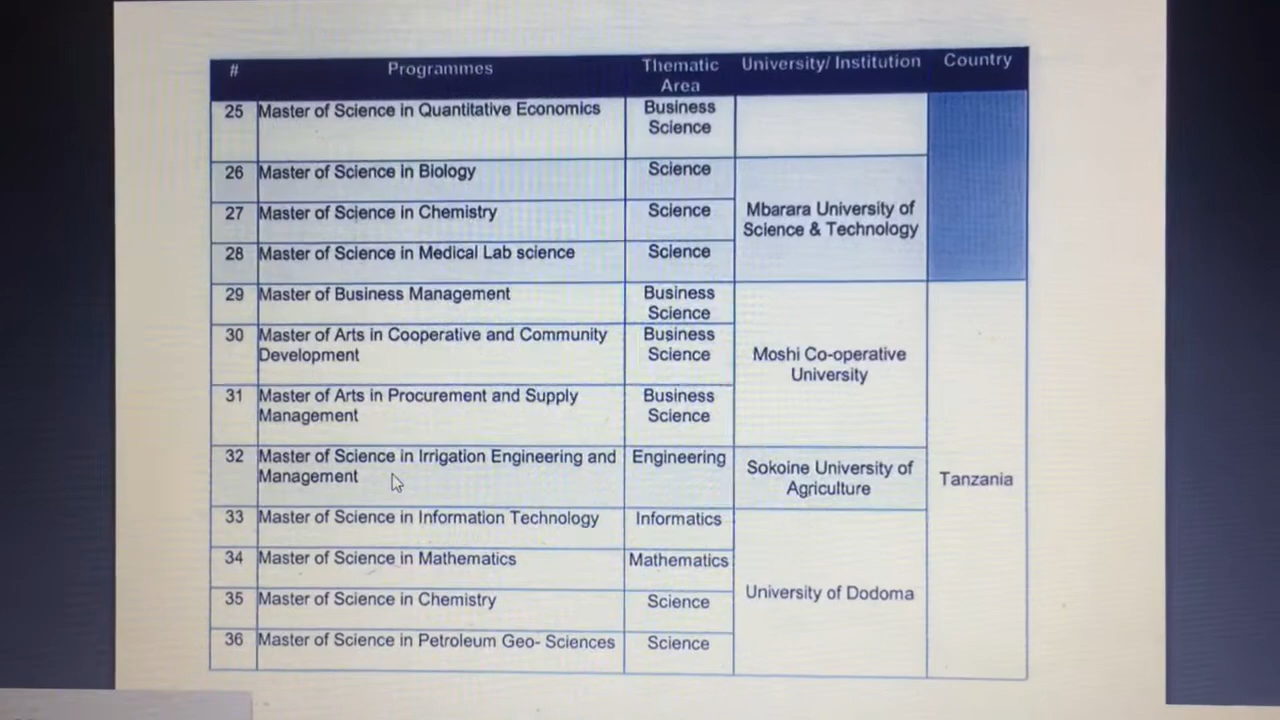 # Programmes Thematic Area University/ Institution Country
25 Master of Science in Quantitative Economics Business Science
26 Master of Science in Biology Science
27 Master of Science in Chemistry Science
Mbarara University of Science & Technology
28 Master of Science in Medical Lab science Science
29 Master of Business Management Business Science
30 Master of Arts in Cooperative and Community Development Business Science
Moshi Co-operative University
31 Master of Arts in Procurement and Supply Management Business Science
32 Master of Science in Irrigation Engineering and Management Engineering Sokoine University of Agriculture
Tanzania
33 Master of Science in Information Technology Informatics
34 Master of Science in Mathematics Mathematics
University of Dodoma
35 Master of Science in Chemistry Science
36 Master of Science in Petroleum Geo- Sciences Science